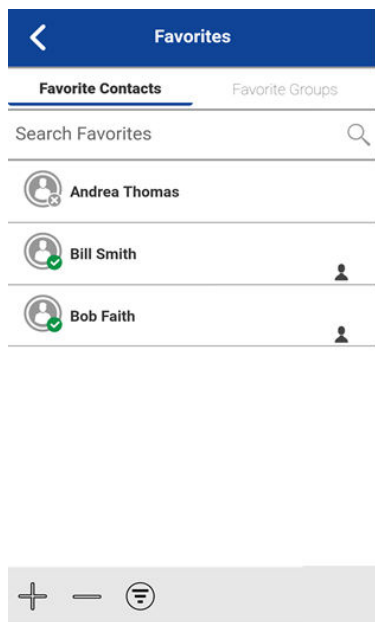 Favorites
Favorite Contacts Favorite Groups
Search Favorites
Andrea Thomas
Bill Smith
Bob Faith